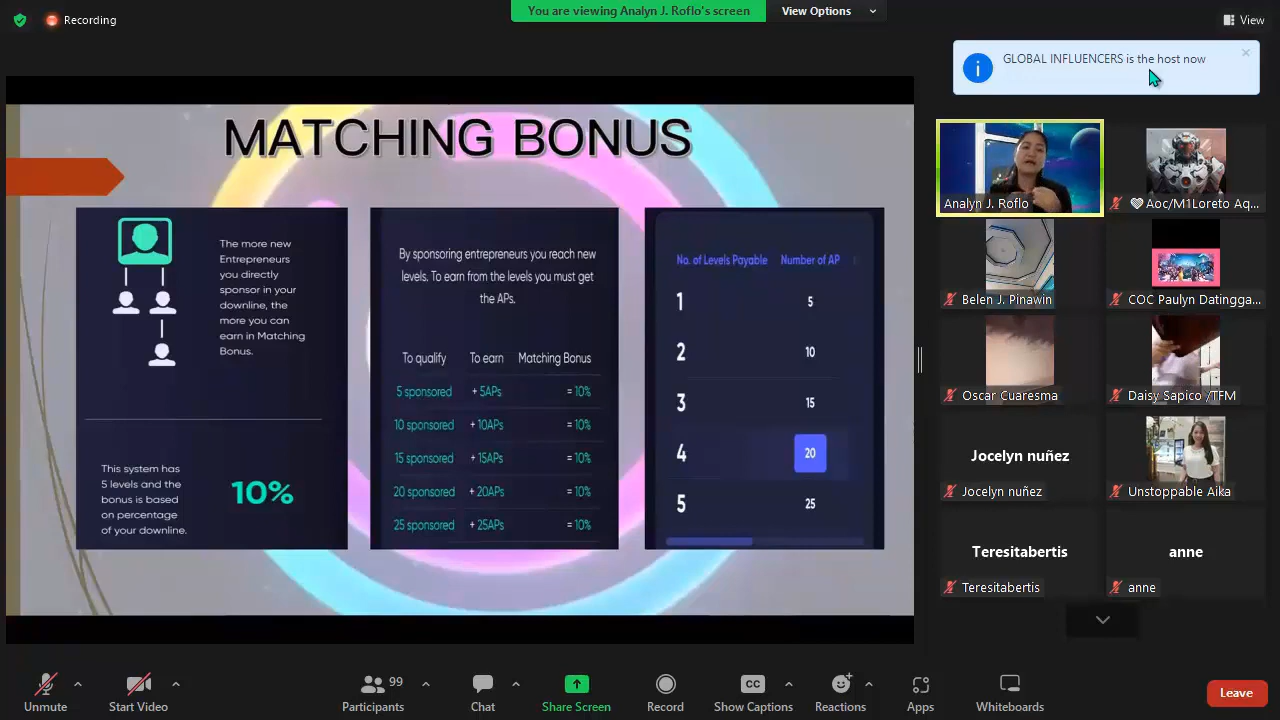 Recording
You are viewing Analyn J. Roflo's screen
View Options
View
GLOBAL INFLUENCERS is the host now
MATCHING BONUS
The more new
Entrepreneurs
you directly
sponsor in your
downline, the
more you can
earn in Matching
Bonus.
This system has
5 levels and the
bonus is based
on percentage
of your downline.
10%
By sponsoring entrepreneurs you reach new
levels. To earn from the levels you must get
the APs.
To qualify To earn Matching Bonus
5 sponsored + 5APs = 10%
10 sponsored + 10APs = 10%
15 sponsored + 15APs = 10%
20 sponsored + 20APs = 10%
25 sponsored + 25APs = 10%
No. of Levels Payable Number of AP
1 5
2 10
3 15
4 20
5 25
Analyn J. Roflo
Aoc/M1Loreto Aq...
Belen J. Pinawin
COC Paulyn Datingga...
Oscar Cuaresma
Daisy Sapico /TFM
Jocelyn nuñez
Jocelyn nuñez
Unstoppable Aika
Teresitabertis
anne
Teresitabertis
anne
Unmute
Start Video
99
Participants
Chat
Share Screen
Record
CC
Show Captions
Reactions
Apps
Whiteboards
Leave